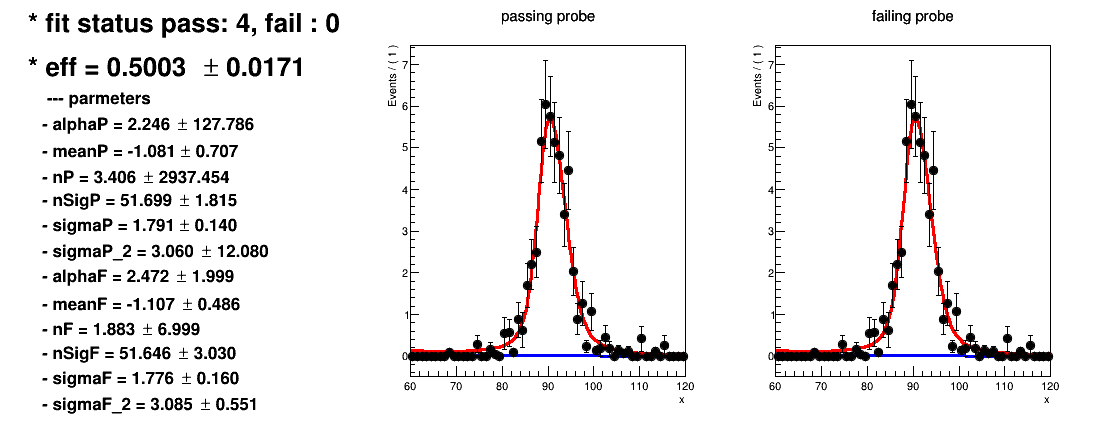 * fit status pass: 4, fail : 0
* eff = 0.5003 ± 0.0171
--- parmeters
- alphaP = 2.246 ± 127.786
- meanP = -1.081 ± 0.707
- nP = 3.406 ± 2937.454
- nSigP = 51.699 ± 1.815
- sigmaP = 1.791 ± 0.140
- sigmaP_2 = 3.060 ± 12.080
- alphaF = 2.472 ± 1.999
- meanF = -1.107 ± 0.486
- nF = 1.883 ± 6.999
- nSigF = 51.646 ± 3.030
- sigmaF = 1.776 ± 0.160
- sigmaF_2 = 3.085 ± 0.551
passing probe
Events / ( 1 )
7
6
5
4
3
2
1
0
60 70 80 90 100 110 120
x
failing probe
Events / ( 1 )
7
6
5
4
3
2
1
0
60 70 80 90 100 110 120
x